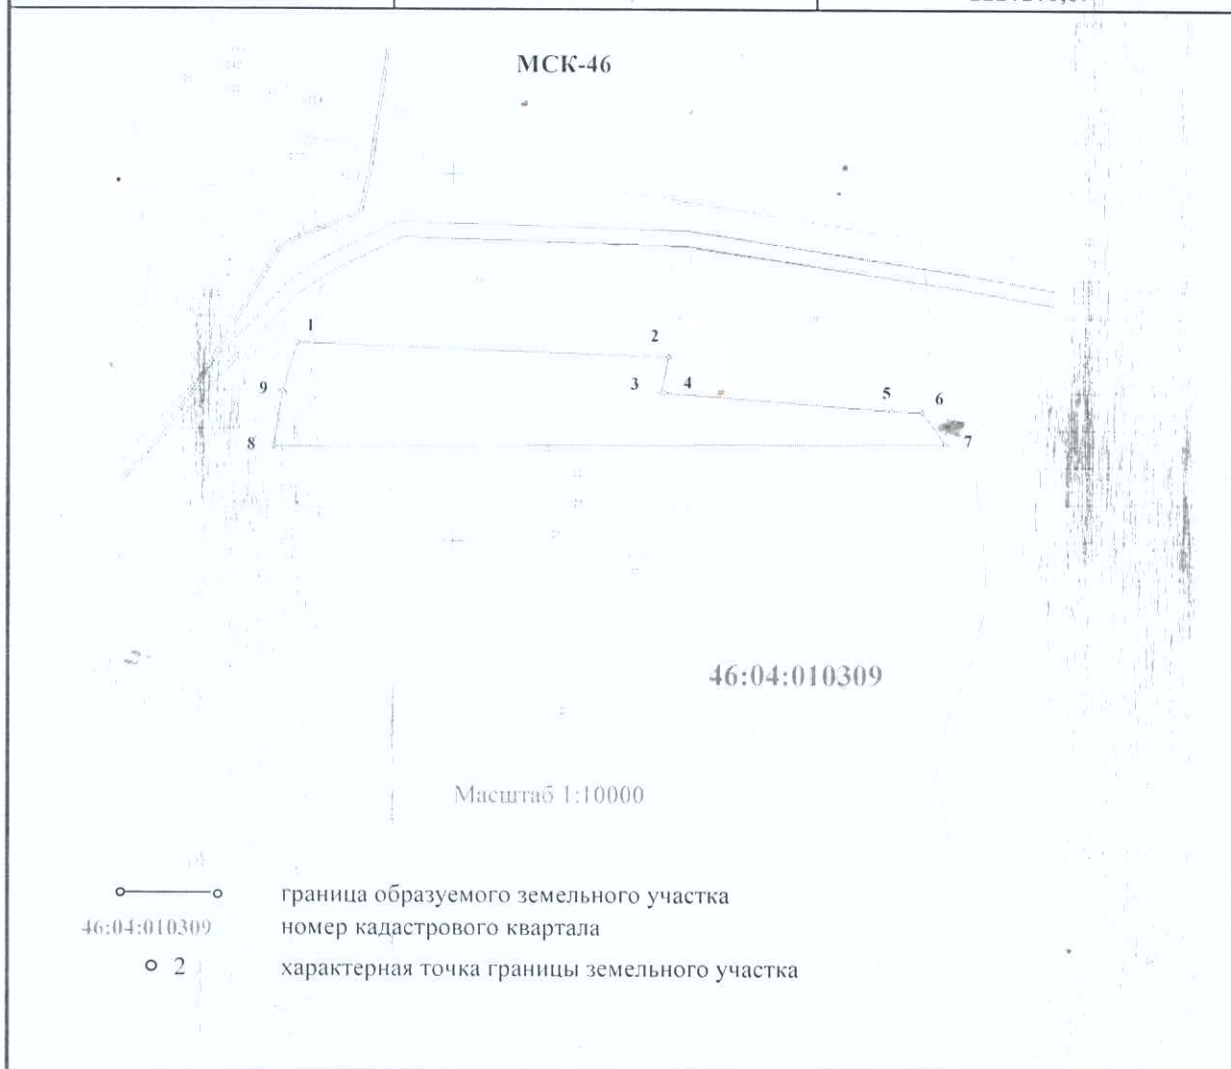 МСК-46
1
2
9
3
4
5
6
8
7
46:04:010309
Масштаб 1:10000
граница образуемого земельного участка
46:04:010309 номер кадастрового квартала
2 характерная точка границы земельного участка